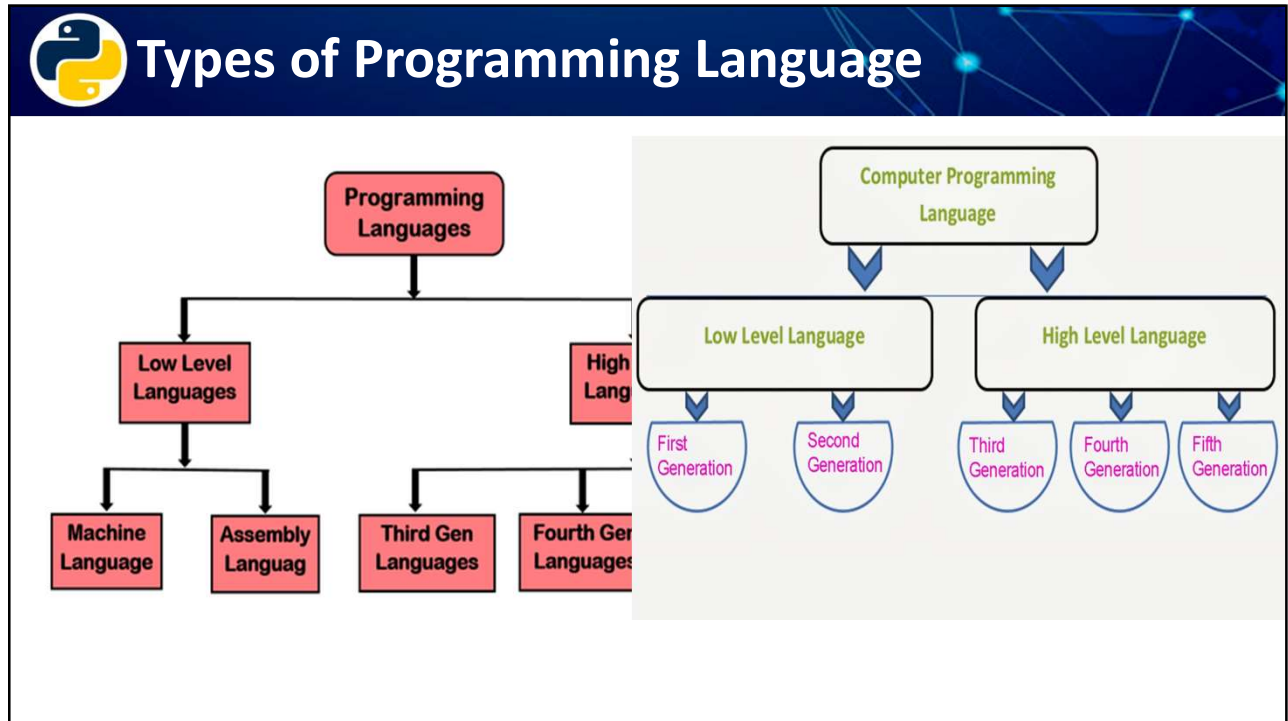 Types of Programming Language
Programming
Languages
Low Level
Languages
High
Lang
Machine
Language
Assembly
Languag
Third Gen
Languages
Fourth Gen
Languages
Computer Programming
Language
Low Level Language
High Level Language
First
Generation
Second
Generation
Third
Generation
Fourth
Generation
Fifth
Generation